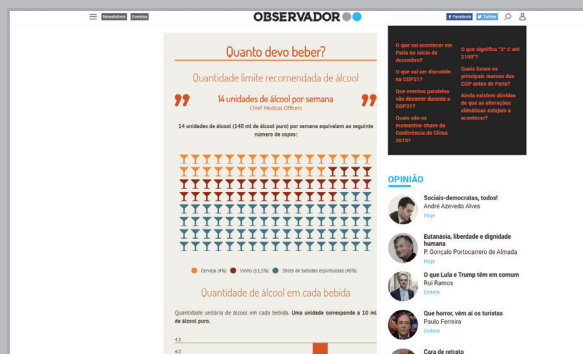 Newsletters Eventos
OBSERVADOR
Facebook Twitter
Quanto devo beber?
Quantidade limite recomendada de álcool
14 unidades de álcool por semana
Chief Medical Officers
14 unidades de álcool (140 ml de álcool puro) por semana equivalem ao seguinte
número de copos:
Cerveja (4%) Vinho (11,5%) Shots de bebidas espirituosas (40%)
Quantidade de álcool em cada bebida
Quantidade unitária de álcool em cada bebida. Uma unidade corresponde a 10 ml
de álcool puro.
4.5
4.0
O que vai acontecer em
Paris no início de
dezembro?
O que vai ser discutido
na COP21?
Que eventos paralelos
vão decorrer durante a
COP21?
Quais são os
momentos-chave da
Conferência do Clima
2015?
O que significa "2º C até
2100"?
Quais foram os
principais marcos das
COP antes de Paris?
Ainda existem dúvidas
de que as alterações
climáticas estejam a
acontecer?
OPINIÃO
Sociais-democratas, todos!
André Azevedo Alves
Hoje
Eutanásia, liberdade e dignidade
humana
P. Gonçalo Portocarrero de Almada
Hoje
O que Lula e Trump têm em comum
Rui Ramos
Ontem
Que horror, vêm aí os turistas
Paulo Ferreira
Ontem
Cara de retrato